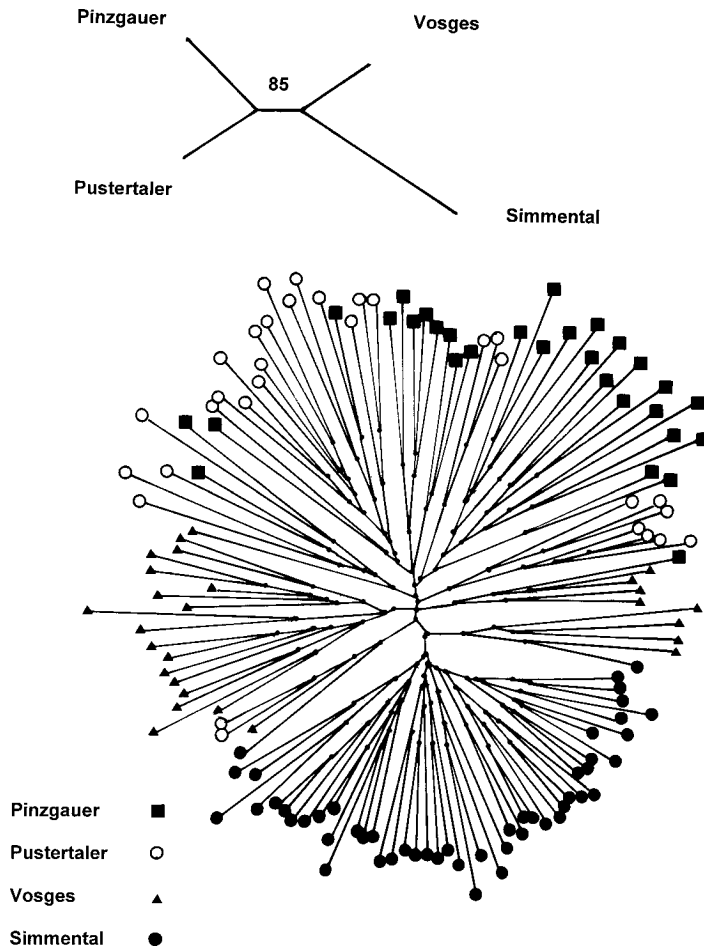 Pinzgauer
Vosges
85
Pustertaler
Simmental
Pinzgauer
Pustertaler
Vosges
Simmental